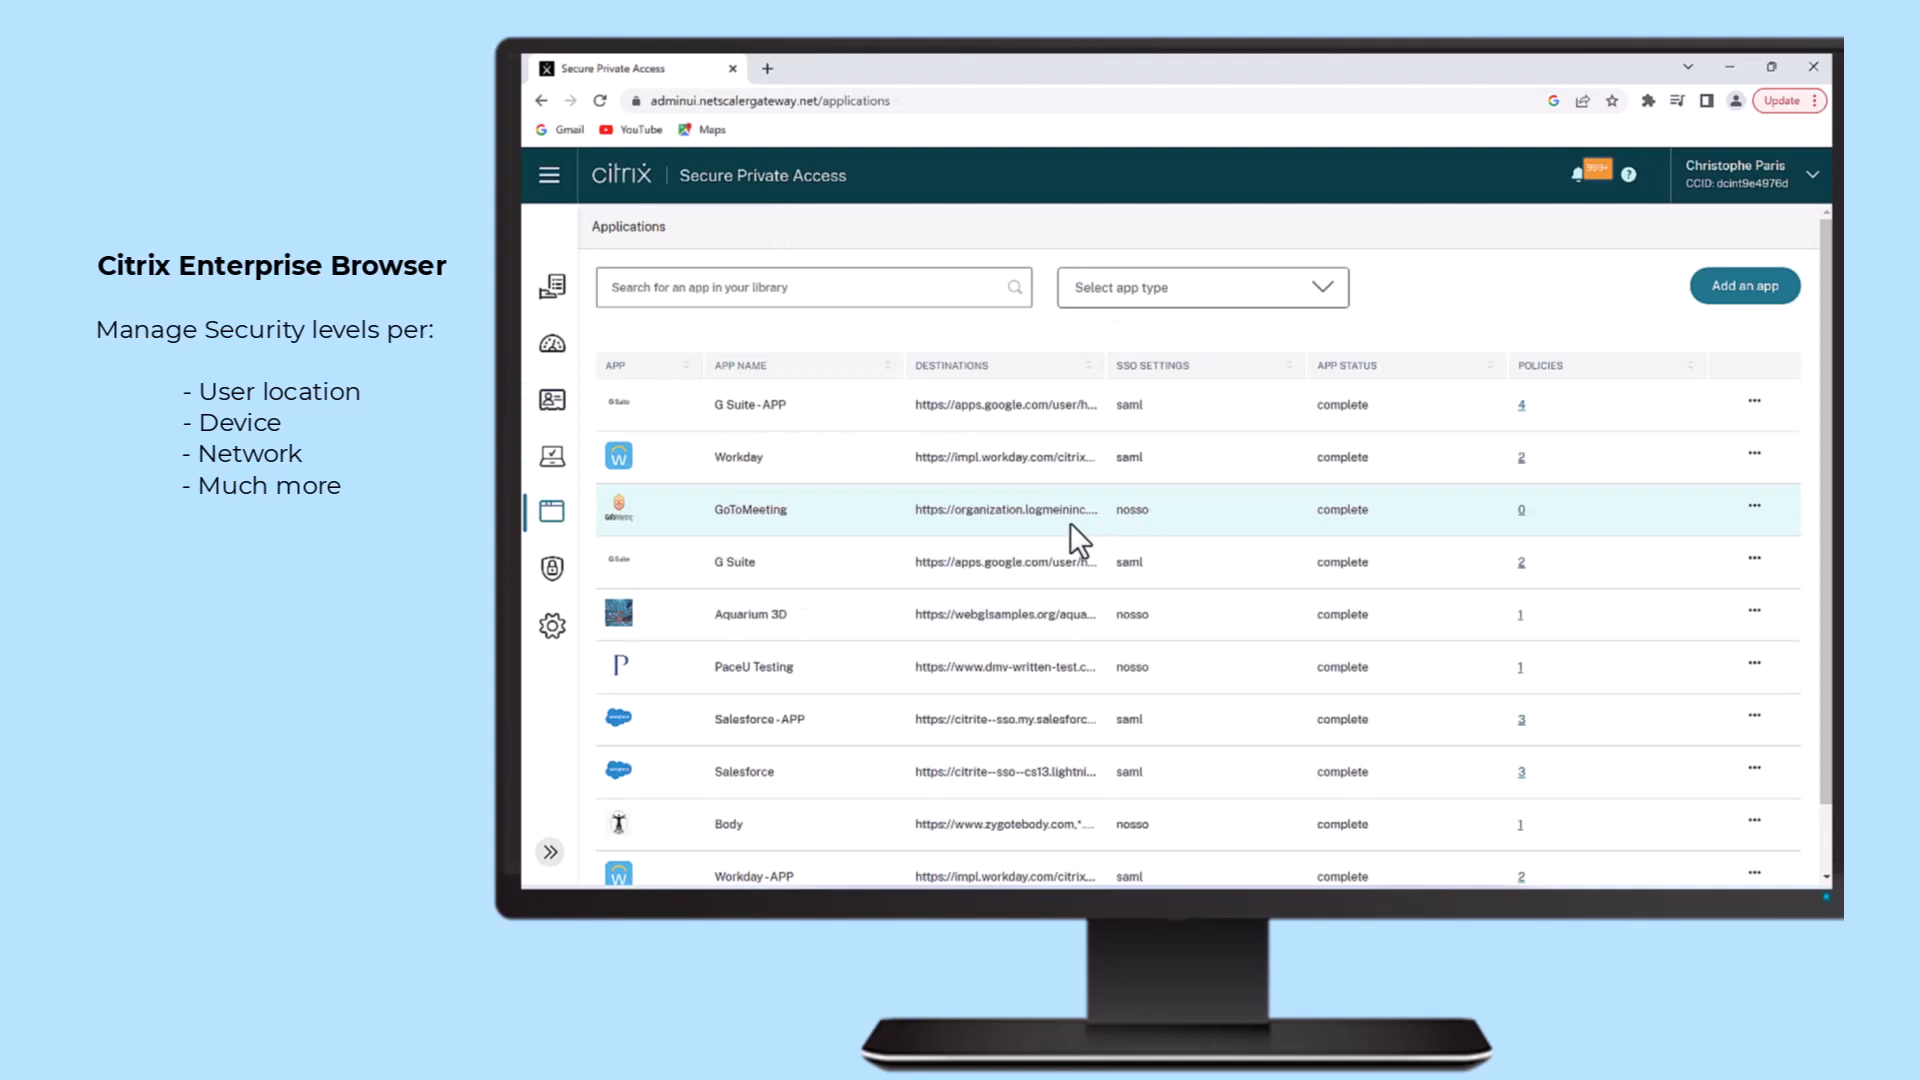 Citrix Enterprise Browser
Manage Security levels per:
- User location
- Device
- Network
- Much more
Secure Private Access
adminui.netscalergateway.net/applications
Update
Gmail YouTube Maps
citrix Secure Private Access
999+
Christophe Paris
CCID: dcint9e4976d
Applications
Search for an app in your library
Select app type
Add an app
APP APP NAME DESTINATIONS SSO SETTINGS APP STATUS POLICIES
G Suite G Suite - APP https://apps.google.com/user/h... saml complete 4
W Workday https://impl.workday.com/citrix... saml complete 2
GoToMeeting https://organization.logmeininc.... nosso complete 0
G Suite G Suite https://apps.google.com/user/h... saml complete 2
Aquarium 3D https://webglsamples.org/aqua... nosso complete 1
P PaceU Testing https://www.dmv-written-test.c... nosso complete 1
Salesforce - APP https://citrite--sso.my.salesforc... saml complete 3
Salesforce https://citrite--sso--cs13.lightni... saml complete 3
Body https://www.zygotebody.com,*.... nosso complete 1
W Workday - APP https://impl.workday.com/citrix... saml complete 2